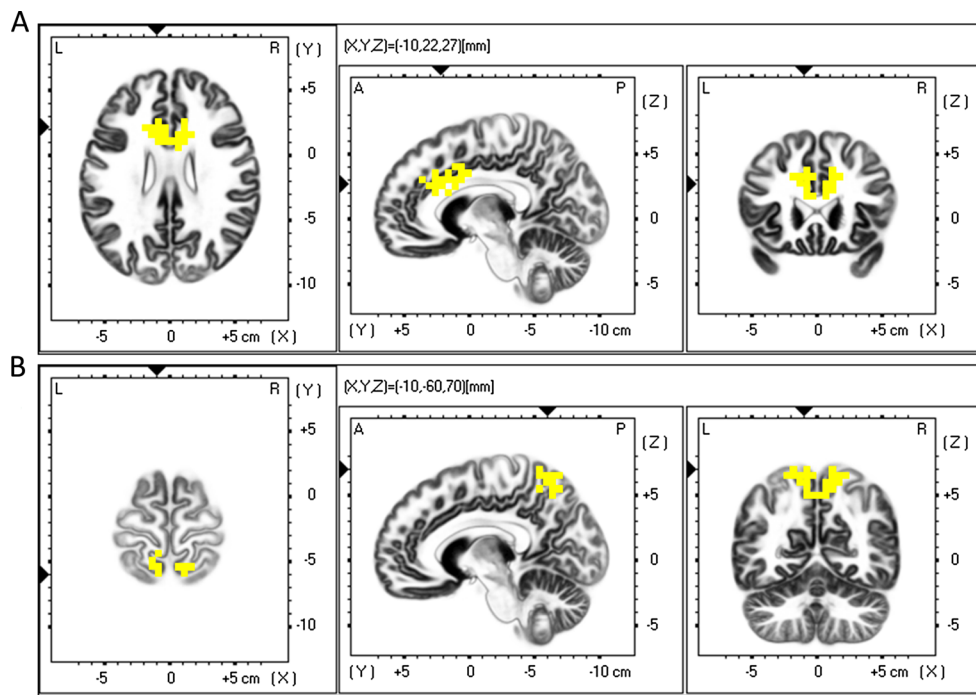 A
L R (Y)
+5
0
-5
-10
-5 0 +5 cm (X)
(X,Y,Z)=(-10,22,27)[mm]
A P (Z)
+5
0
-5
(Y) +5 0 -5 -10 cm
L R (Z)
+5
0
-5
-5 0 +5 cm (X)
B
L R (Y)
+5
0
-5
-10
-5 0 +5 cm (X)
(X,Y,Z)=(-10,-60,70)[mm]
A P (Z)
+5
0
-5
(Y) +5 0 -5 -10 cm
L R (Z)
+5
0
-5
-5 0 +5 cm (X)